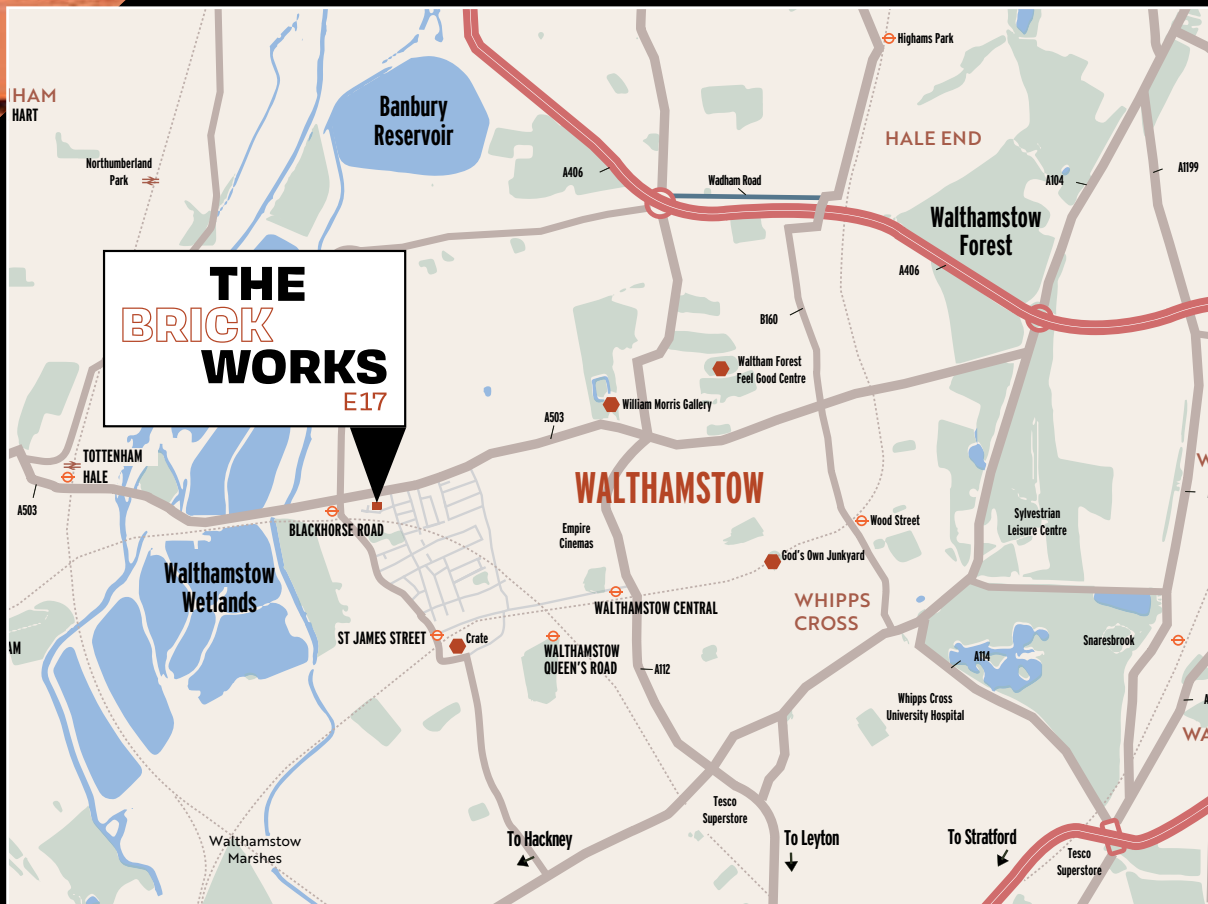 Higham​s Park
HAM
HART
Banbury
Reservoir
HALE END
Northumberland
Park
A406
Wadham Road
A104
A1199
Walthamstow
Forest
A406
THE
BRICK
WORKS
E17
B160
Waltham Forest
Feel Good Centre
William Morris Gallery
A503
TOTTENHAM
HALE
A503
WALTHAMSTOW
W
BLACKHORSE ROAD
Empire
Cinemas
Wood Street
Sylvestrian
Leisure Centre
God's Own Junkyard
Walthamstow
Wetlands
WALTHAMSTOW CENTRAL
WHIPPS
CROSS
ST JAMES STREET
Crate
WALTHAMSTOW
QUEEN'S ROAD
AM
A112
A114
Snaresbrook
Whipps Cross
University Hospital
A
WA
Tesco
Superstore
Walthamstow
Marshes
To Hackney
To Leyton
To Stratford
Tesco
Superstore